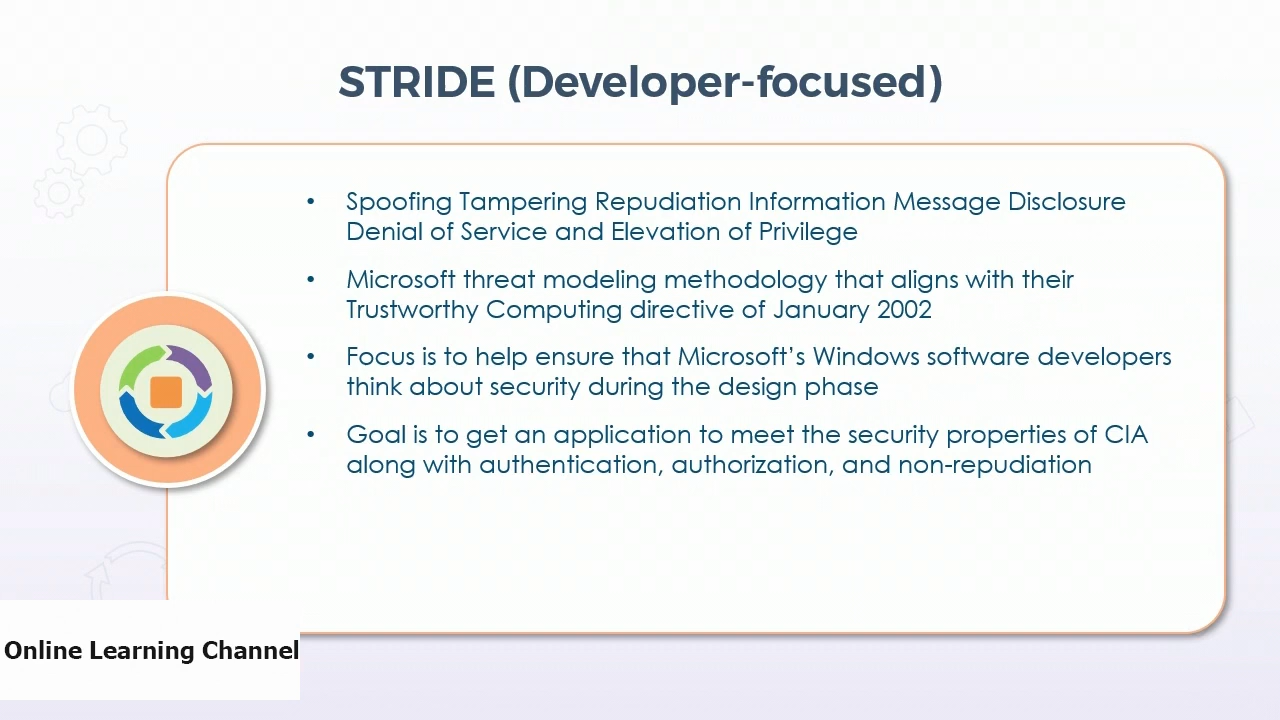 STRIDE (Developer-focused)
• Spoofing Tampering Repudiation Information Message Disclosure
Denial of Service and Elevation of Privilege
• Microsoft threat modeling methodology that aligns with their
Trustworthy Computing directive of January 2002
• Focus is to help ensure that Microsoft’s Windows software developers
think about security during the design phase
• Goal is to get an application to meet the security properties of CIA
along with authentication, authorization, and non-repudiation
Online Learning Channel